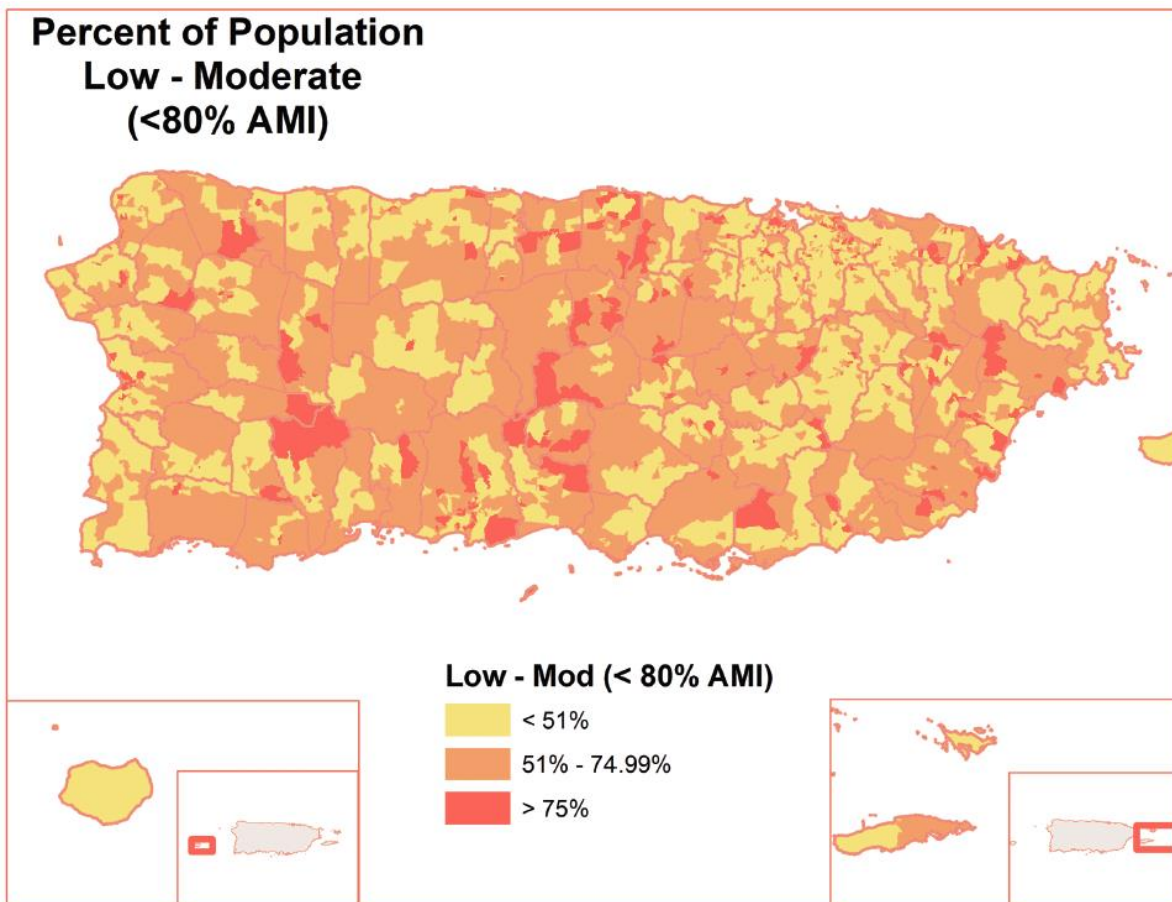 Percent of Population
Low - Moderate
(<80% AMI)
Low - Mod (< 80% AMI)
< 51%
51% - 74.99%
> 75%